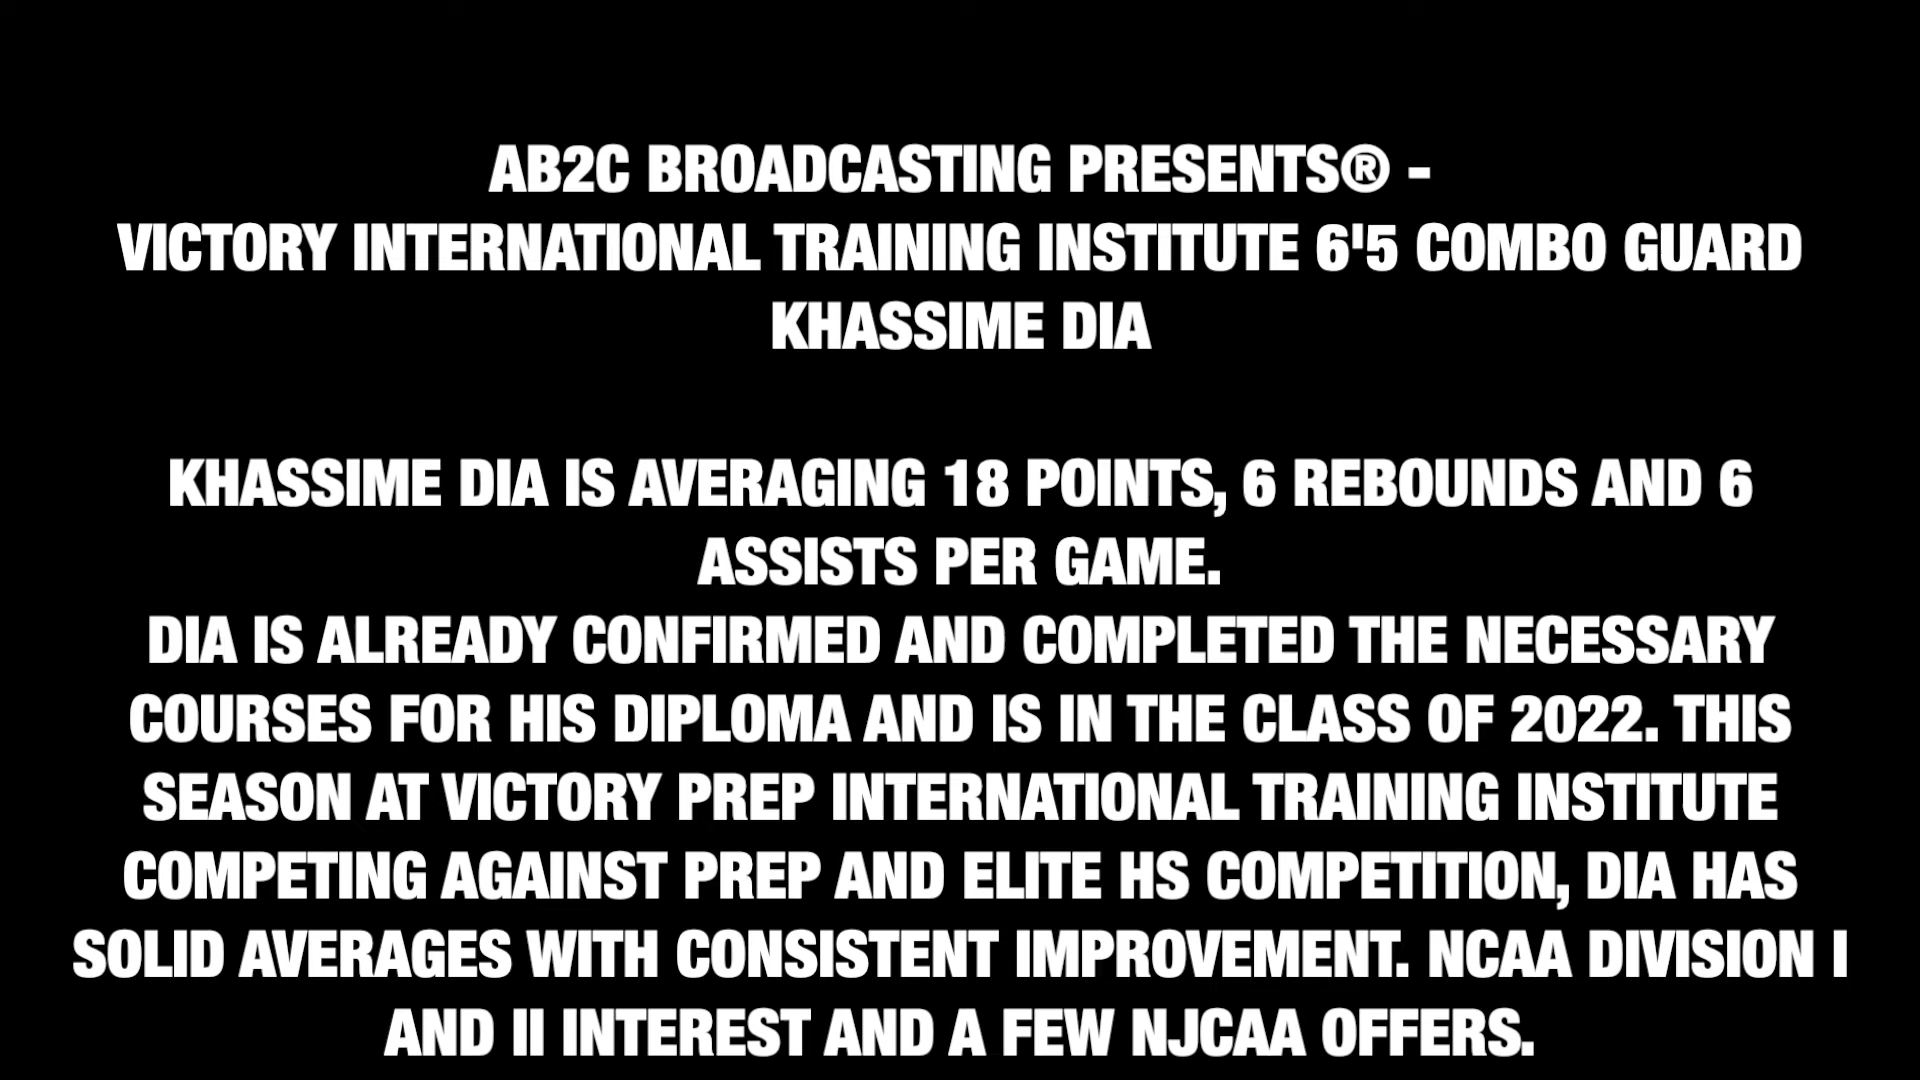 AB2C BROADCASTING PRESENTS® -
VICTORY INTERNATIONAL TRAINING INSTITUTE 6'5 COMBO GUARD
KHASSIME DIA
KHASSIME DIA IS AVERAGING 18 POINTS, 6 REBOUNDS AND 6
ASSISTS PER GAME.
DIA IS ALREADY CONFIRMED AND COMPLETED THE NECESSARY
COURSES FOR HIS DIPLOMA AND IS IN THE CLASS OF 2022. THIS
SEASON AT VICTORY PREP INTERNATIONAL TRAINING INSTITUTE
COMPETING AGAINST PREP AND ELITE HS COMPETITION, DIA HAS
SOLID AVERAGES WITH CONSISTENT IMPROVEMENT. NCAA DIVISION I
AND II INTEREST AND A FEW NJCAA OFFERS.